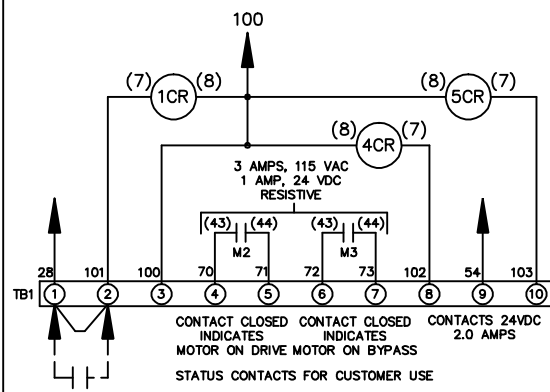 100
(7) 1CR (8)
(8) 5CR (7)
(8) 4CR (7)
3 AMPS, 115 VAC
1 AMP, 24 VDC
RESISTIVE
(43) (44) (43) (44)
M2 M3
28 101 100 70 71 72 73 102 54 103
TB1 1 2 3 4 5 6 7 8 9 10
CONTACT CLOSED CONTACT CLOSED CONTACTS 24VDC
INDICATES INDICATES 2.0 AMPS
MOTOR ON DRIVE MOTOR ON BYPASS
STATUS CONTACTS FOR CUSTOMER USE